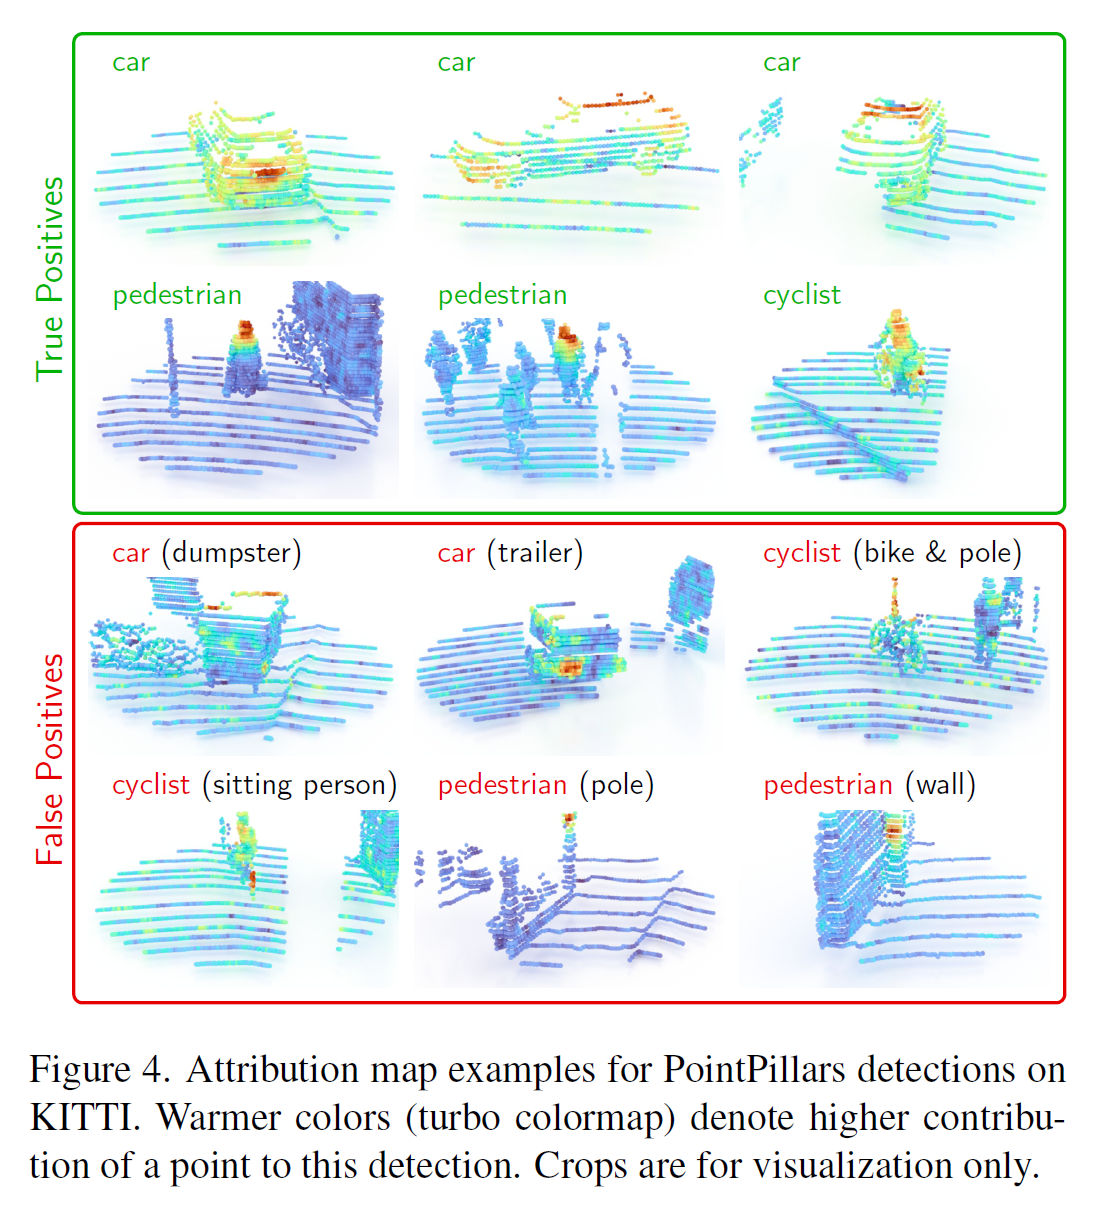 True Positives
car
car
car
pedestrian
pedestrian
cyclist
False Positives
car (dumpster)
car (trailer)
cyclist (bike & pole)
cyclist (sitting person)
pedestrian (pole)
pedestrian (wall)
Figure 4. Attribution map examples for PointPillars detections on
KITTI. Warmer colors (turbo colormap) denote higher contribu-
tion of a point to this detection. Crops are for visualization only.